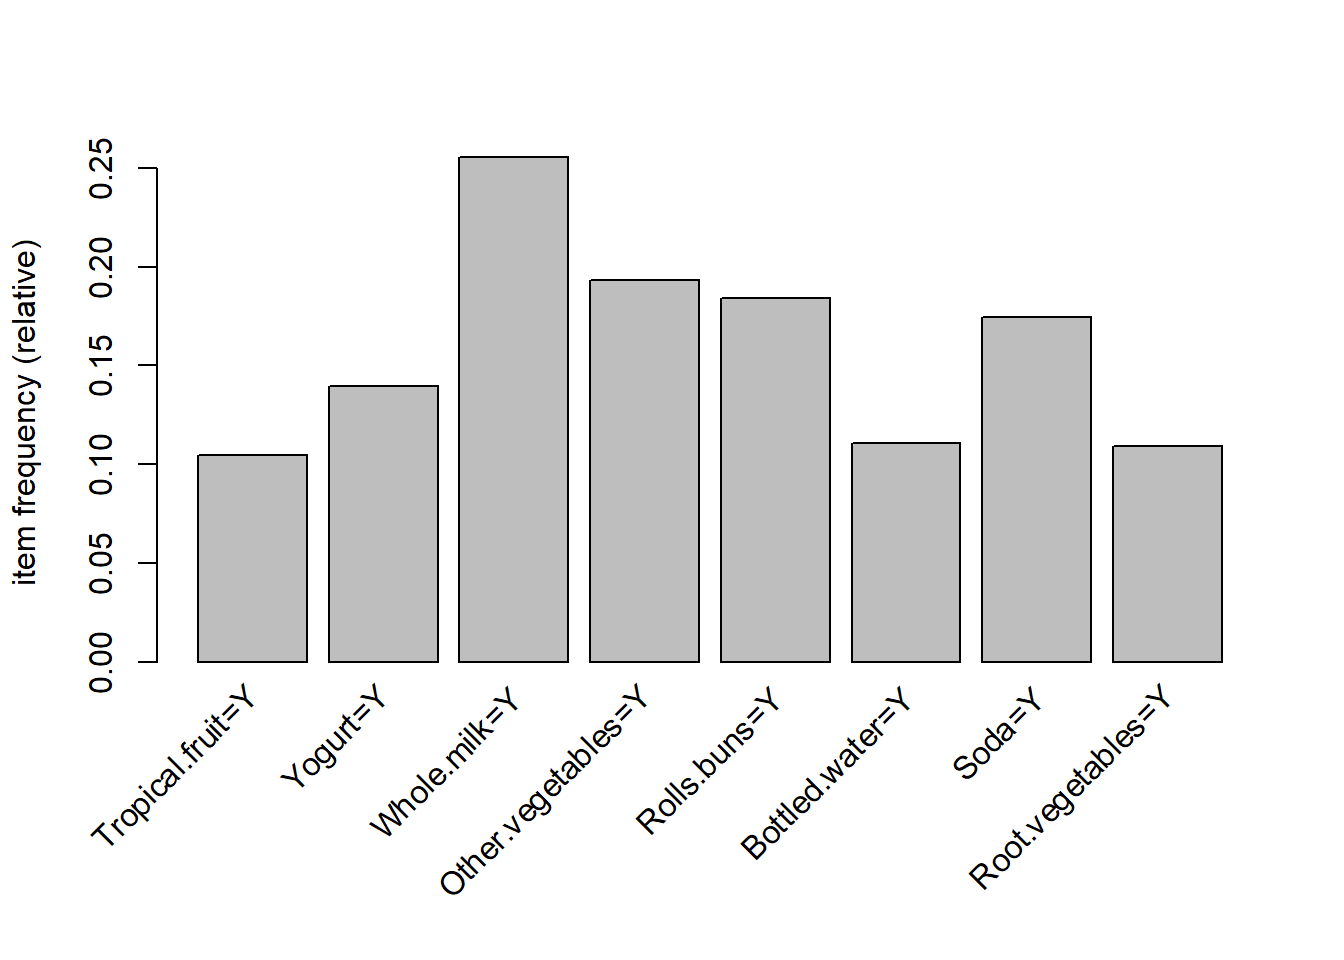 item frequency (relative)
0.25
0.20
0.15
0.10
0.05
0.00
Tropical.fruit=Y
Yogurt=Y
Whole.milk=Y
Other.vegetables=Y
Rolls.buns=Y
Bottled.water=Y
Soda=Y
Root.vegetables=Y